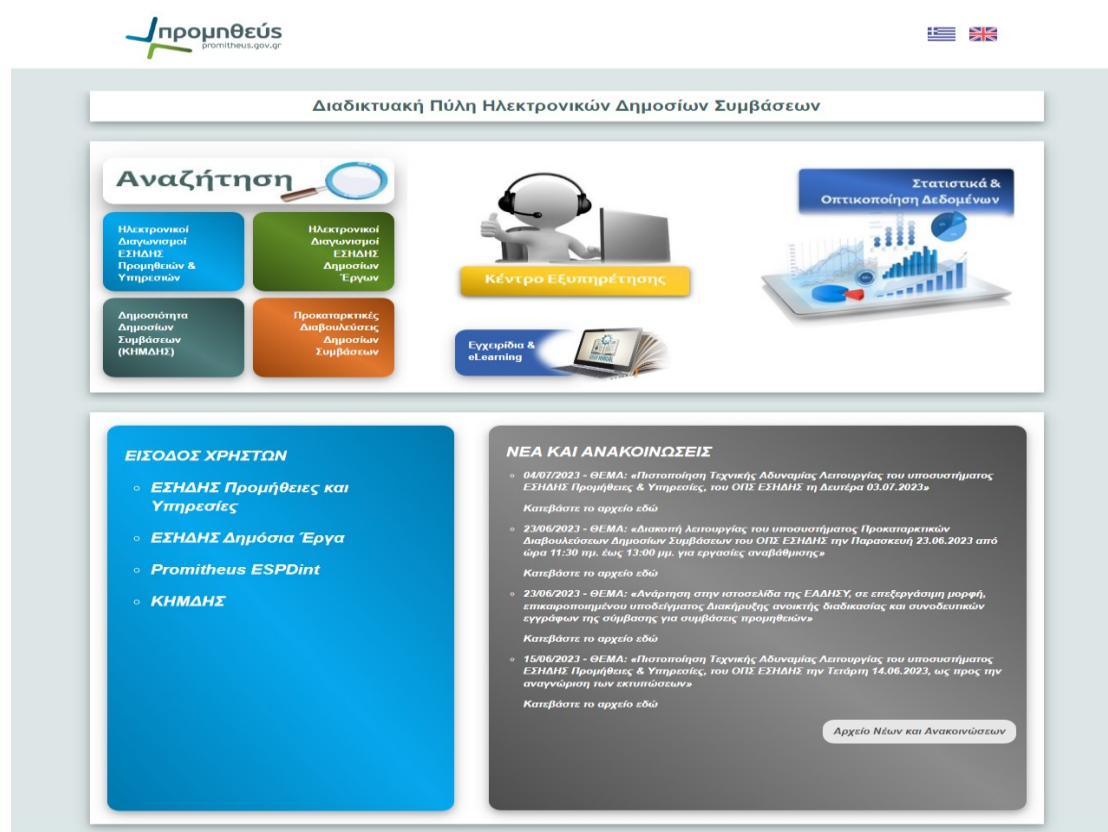 προμηθεύς
promitheus.gov.gr
Διαδικτυακή Πύλη Ηλεκτρονικών Δημοσίων Συμβάσεων
Αναζήτηση
Ηλεκτρονικοί
Διαγωνισμοί
ΕΣΗΔΗΣ
Προμηθειών &
Υπηρεσιών
Ηλεκτρονικοί
Διαγωνισμοί
ΕΣΗΔΗΣ
Δημοσίων
Έργων
Δημοσιότητα
Δημοσίων
Συμβάσεων
(ΚΗΜΔΗΣ)
Προκαταρκτικές
Διαβουλεύσεις
Δημοσίων
Συμβάσεων
Κέντρο Εξυπηρέτησης
Εγχειρίδια &
eLearning
Στατιστικά &
Οπτικοποίηση Δεδομένων
ΕΙΣΟΔΟΣ ΧΡΗΣΤΩΝ
ΕΣΗΔΗΣ Προμήθειες και
Υπηρεσίες
ΕΣΗΔΗΣ Δημόσια Έργα
Promitheus ESPDint
ΚΗΜΔΗΣ
ΝΕΑ ΚΑΙ ΑΝΑΚΟΙΝΩΣΕΙΣ
04/07/2023 - ΘΕΜΑ: «Πιστοποίηση Τεχνικής Αδυναμίας Λειτουργίας του υποσυστήματος
ΕΣΗΔΗΣ Προμήθειες & Υπηρεσίες, του ΟΠΣ ΕΣΗΔΗΣ τη Δευτέρα 03.07.2023»
Κατεβάστε το αρχείο εδώ
23/06/2023 - ΘΕΜΑ: «Διακοπή λειτουργίας του υποσυστήματος Προκαταρκτικών
Διαβουλεύσεων Δημοσίων Συμβάσεων του ΟΠΣ ΕΣΗΔΗΣ την Παρασκευή 23.06.2023 από
ώρα 11:30 πμ. έως 13:00 μμ. για εργασίες αναβάθμισης»
Κατεβάστε το αρχείο εδώ
23/06/2023 - ΘΕΜΑ: «Ανάρτηση στην ιστοσελίδα της ΕΑΔΗΣΥ, σε επεξεργάσιμη μορφή,
επικαιροποιημένου υποδείγματος Διακήρυξης ανοικτής διαδικασίας και συνοδευτικών
εγγράφων της σύμβασης για συμβάσεις προμηθειών»
Κατεβάστε το αρχείο εδώ
15/06/2023 - ΘΕΜΑ: «Πιστοποίηση Τεχνικής Αδυναμίας Λειτουργίας του υποσυστήματος
ΕΣΗΔΗΣ Προμήθειες & Υπηρεσίες, του ΟΠΣ ΕΣΗΔΗΣ την Τετάρτη 14.06.2023, ως προς την
αναγνώριση των εκτυπώσεων»
Κατεβάστε το αρχείο εδώ
Αρχείο Νέων και Ανακοινώσεων